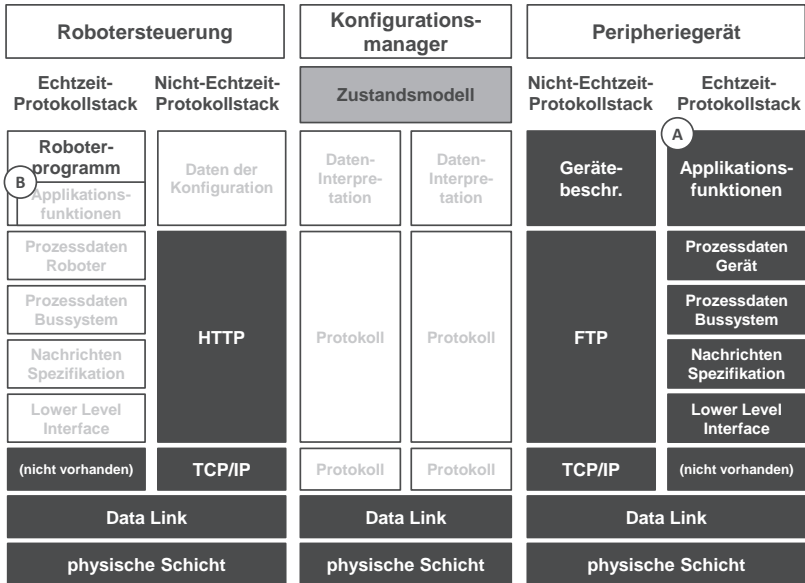 Robotersteuerung
Konfigurations-
manager
Peripheriegerät
Echtzeit-
Protokollstack
Nicht-Echtzeit-
Protokollstack
Zustandsmodell
Nicht-Echtzeit-
Protokollstack
Echtzeit-
Protokollstack
A
Roboter-
programm
B
Applikations-
funktionen
Daten der
Konfiguration
Daten-
Interpre-
tation
Daten-
Interpre-
tation
Geräte-
beschr.
Applikations-
funktionen
Prozessdaten
Roboter
Prozessdaten
Bussystem
Nachrichten
Spezifikation
Lower Level
Interface
HTTP
Protokoll
Protokoll
FTP
Prozessdaten
Gerät
Prozessdaten
Bussystem
Nachrichten
Spezifikation
Lower Level
Interface
(nicht vorhanden)
TCP/IP
Protokoll
Protokoll
TCP/IP
(nicht vorhanden)
Data Link
Data Link
Data Link
physische Schicht
physische Schicht
physische Schicht